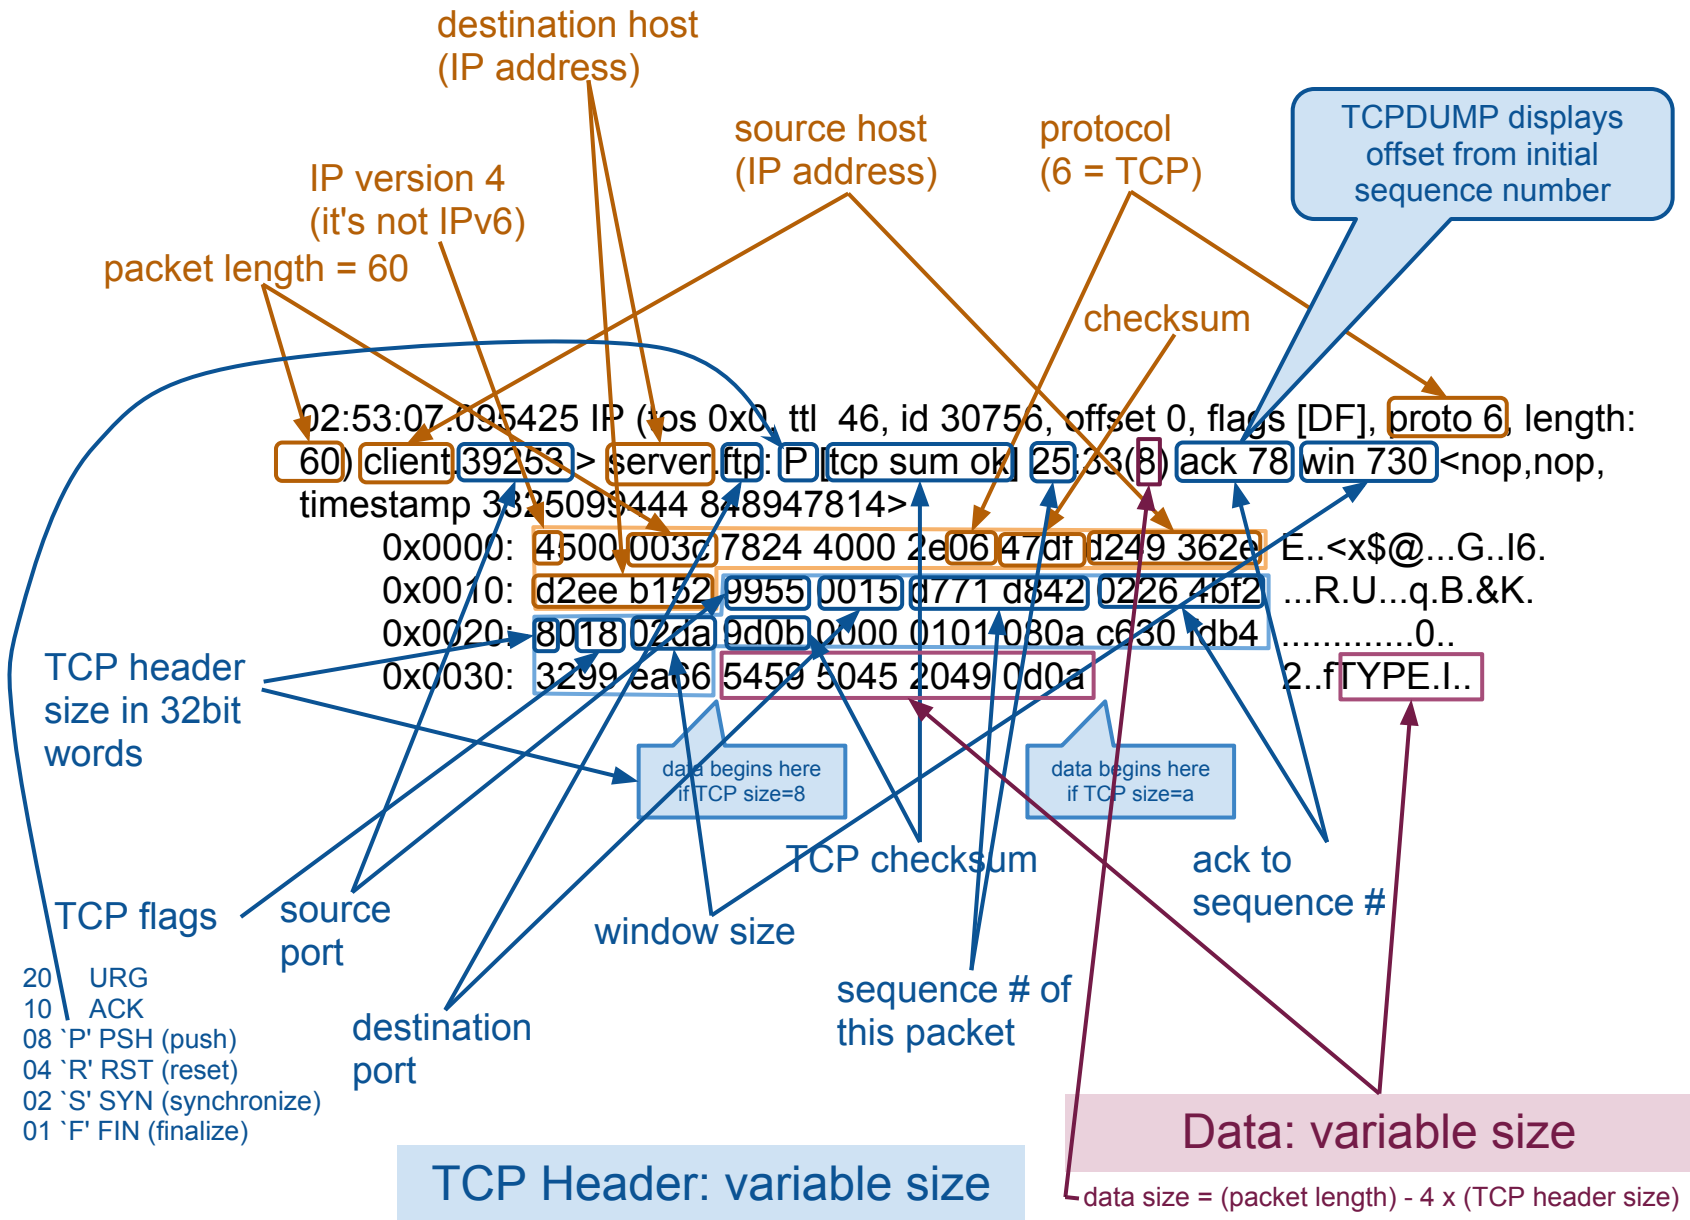 destination host
(IP address)
source host
(IP address)
protocol
(6 = TCP)
TCPDUMP displays
offset from initial
sequence number
IP version 4
(it's not IPv6)
packet length = 60
checksum
02:53:07.095425 IP (tos 0x0, ttl  46, id 30756, offset 0, flags [DF], proto 6, length:
60) client.39253 > server.ftp: P [tcp sum ok] 25:33(8) ack 78 win 730 <nop,nop,
timestamp 3325099444 848947814>
0x0000: 4500 003c 7824 4000 2e06 47df d249 362e E..<x$@...G..I6.
0x0010: d2ee b152 9955 0015 d771 d842 0226 4bf2 ...R.U...q.B.&K.
0x0020: 8018 02da 9d0b 0000 0101 080a c630 fdb4 .............0..
0x0030: 3299 ea66 5459 5045 2049 0d0a 2..fTYPE.I..
TCP header
size in 32bit
words
data begins here
if TCP size=8
data begins here
if TCP size=a
TCP checksum
ack to
sequence #
TCP flags
source
port
window size
sequence # of
this packet
destination
port
20 URG
10 ACK
08 `P' PSH (push)
04 `R' RST (reset)
02 `S' SYN (synchronize)
01 `F' FIN (finalize)
Data: variable size
TCP Header: variable size
data size = (packet length) - 4 x (TCP header size)